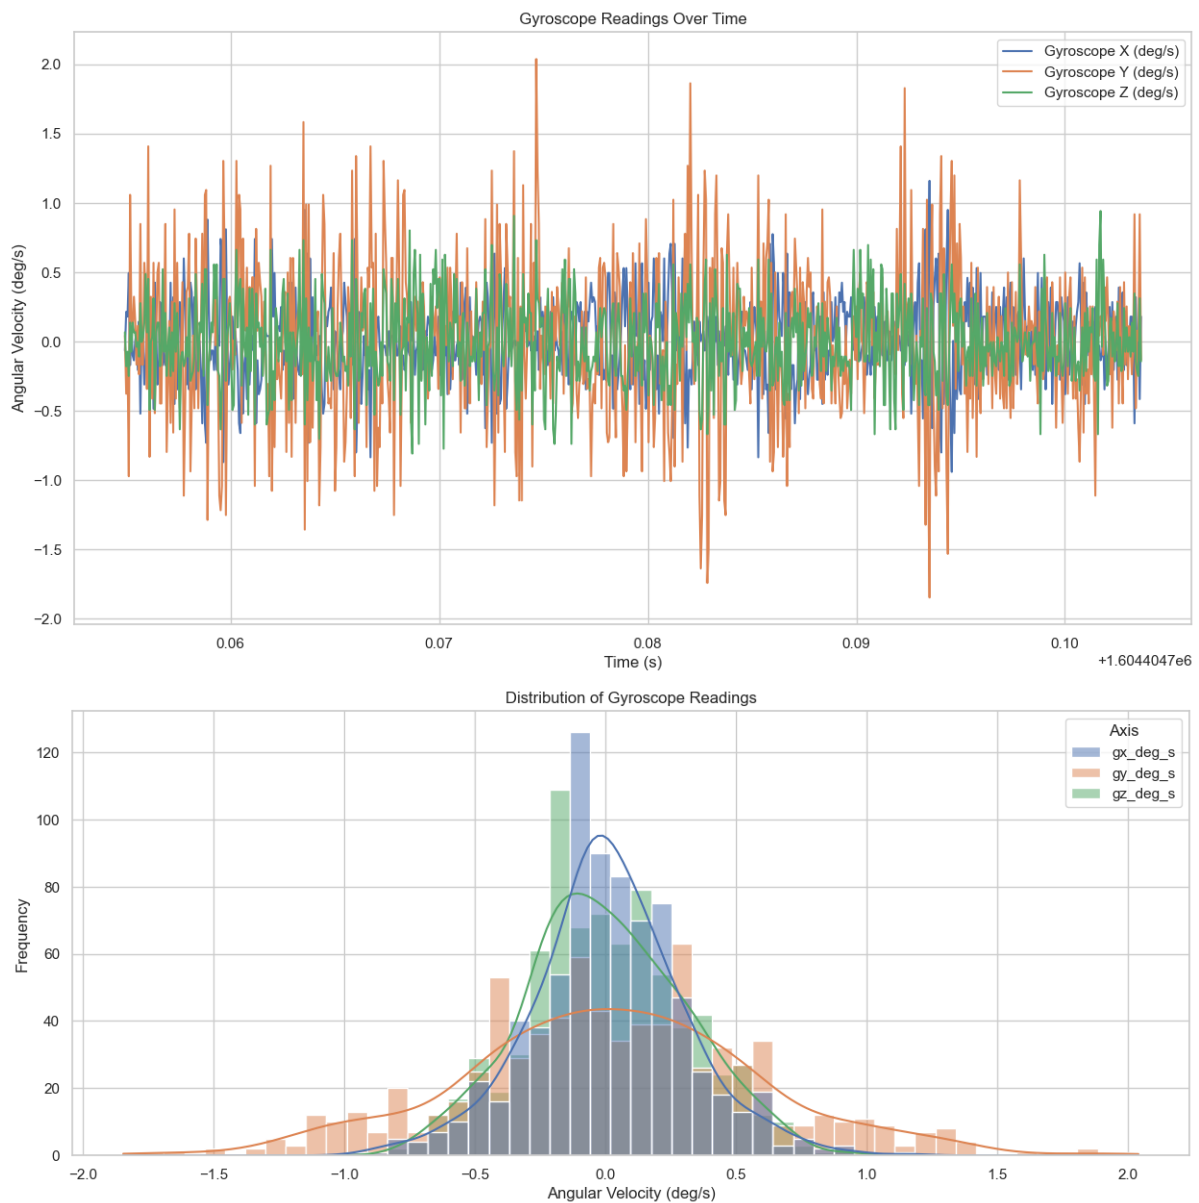 Gyroscope Readings Over Time
Gyroscope X (deg/s)
Gyroscope Y (deg/s)
Gyroscope Z (deg/s)
Angular Velocity (deg/s)
2.0
1.5
1.0
0.5
0.0
−0.5
−1.0
−1.5
−2.0
0.06 0.07 0.08 0.09 0.10
Time (s)
+1.6044047e6
Distribution of Gyroscope Readings
Axis
gx_deg_s
gy_deg_s
gz_deg_s
Frequency
120
100
80
60
40
20
0
−2.0 −1.5 −1.0 −0.5 0.0 0.5 1.0 1.5 2.0
Angular Velocity (deg/s)